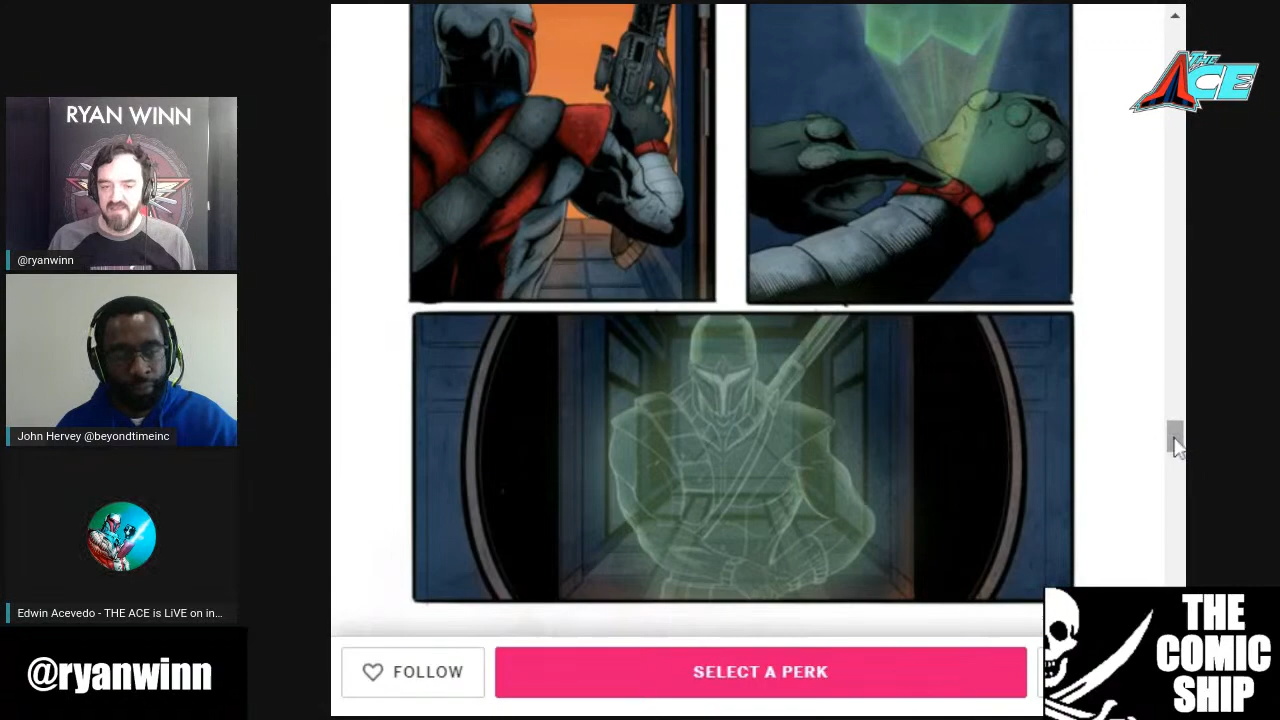 RYAN WINN
@ryanwinn
John Hervey @beyondtimeinc
Edwin Acevedo - THE ACE is LiVE on in...
@ryanwinn
THE
ACE
FOLLOW
SELECT A PERK
THE
COMIC
SHIP